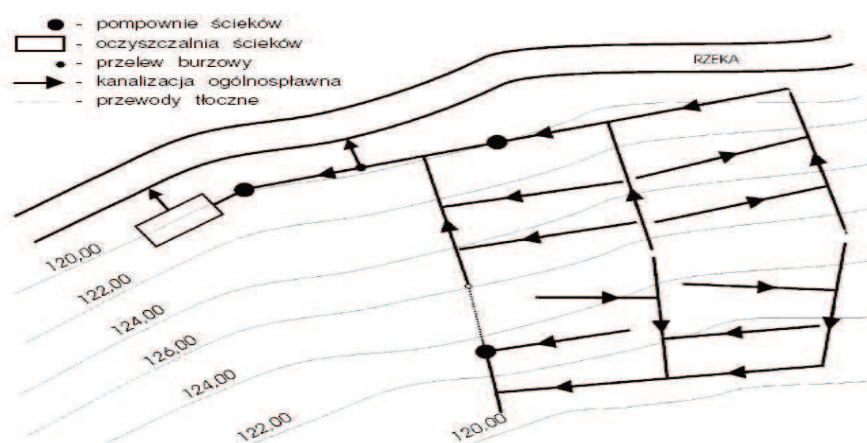 - pompownie ścieków
- oczyszczalnia ścieków
- przelew burzowy
- kanalizacja ogólnospławna
- przewody tłoczne
RZEKA
120,00
122,00
124,00
126,00
124,00
122,00
120,00